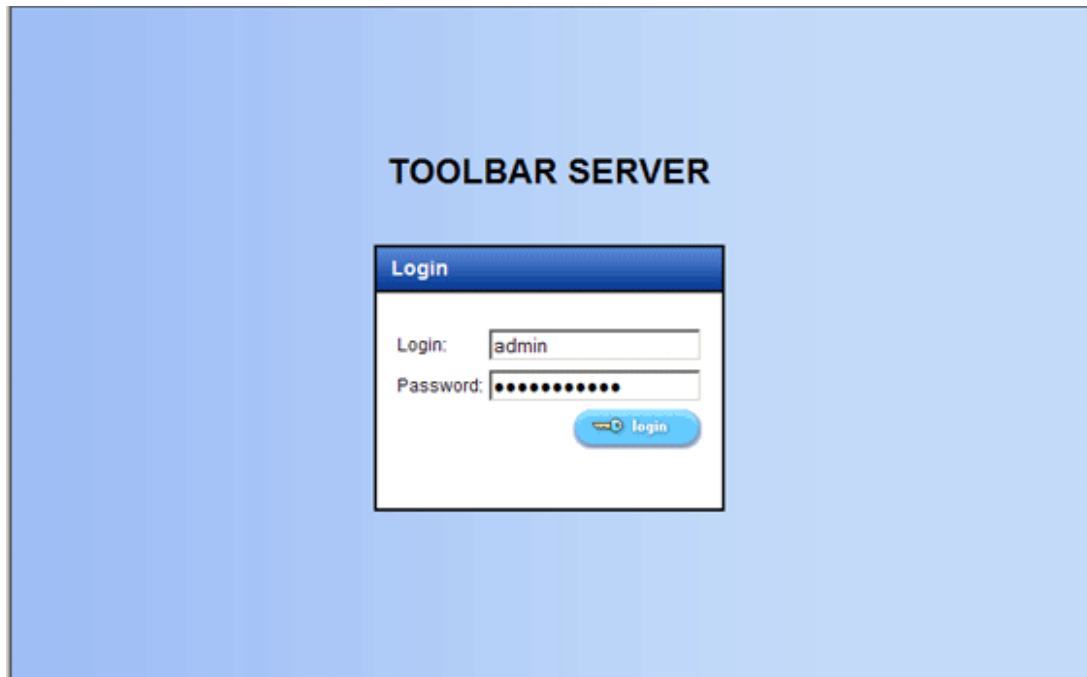 TOOLBAR SERVER
Login
Login: admin
Password: •••••••••••
login